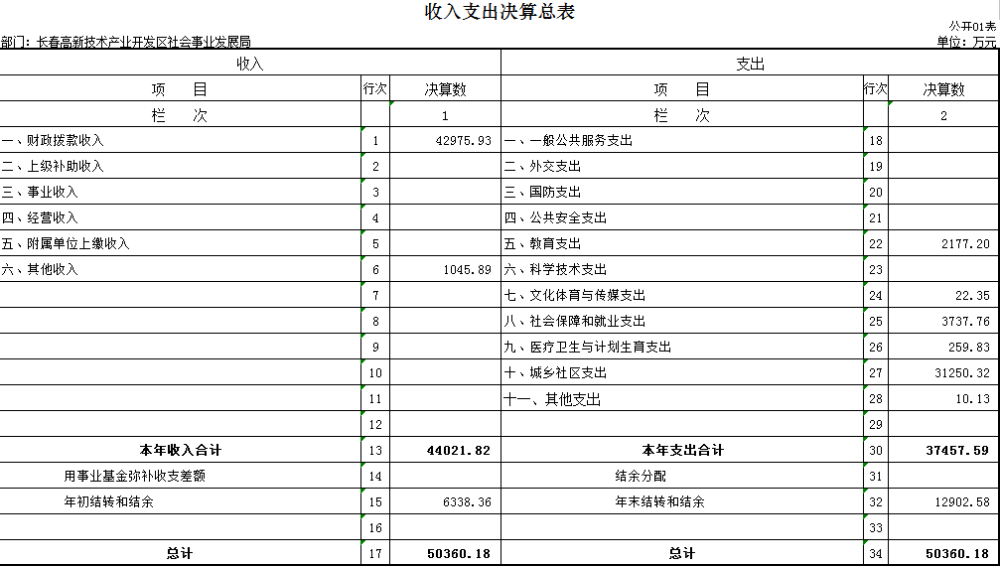 收入支出决算总表
公开01表
部门：长春高新技术产业开发区社会事业发展局 单位：万元
收入 支出
项 目 行次 决算数 项 目 行次 决算数
栏 次 1 栏 次 2
一、财政拨款收入 1 42975.93 一、一般公共服务支出 18
二、上级补助收入 2 二、外交支出 19
三、事业收入 3 三、国防支出 20
四、经营收入 4 四、公共安全支出 21
五、附属单位上缴收入 5 五、教育支出 22 2177.20
六、其他收入 6 1045.89 六、科学技术支出 23
7 七、文化体育与传媒支出 24 22.35
8 八、社会保障和就业支出 25 3737.76
9 九、医疗卫生与计划生育支出 26 259.83
10 十、城乡社区支出 27 31250.32
11 十一、其他支出 28 10.13
12 29
本年收入合计 13 44021.82 本年支出合计 30 37457.59
用事业基金弥补收支差额 14 结余分配 31
年初结转和结余 15 6338.36 年末结转和结余 32 12902.58
16 33
总计 17 50360.18 总计 34 50360.18